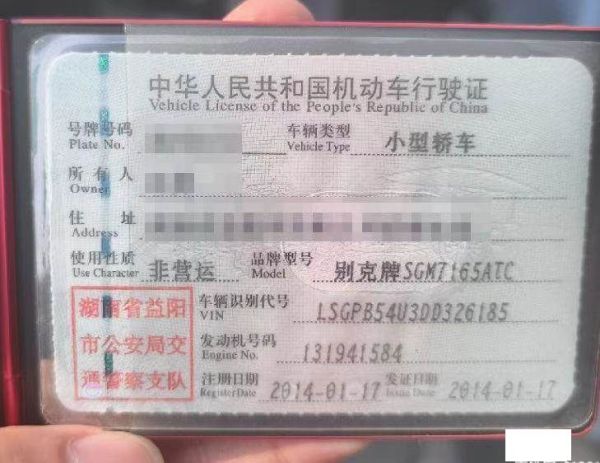 中华人民共和国机动车行驶证
Vehicle License of the People's Republic of China
号牌号码 车辆类型 小型轿车
Plate No. Vehicle Type
所有人
Owner
住址
Address
使用性质 非营运 品牌型号 别克牌SGM7165ATC
Use Character Model
湖南省益阳 车辆识别代号 LSGPB54U3DD326185
VIN
市公安局交 发动机号码 131941584
Engine No.
通警察支队 注册日期 2014-01-17 发证日期 2014-01-17
Register Date Issue Date